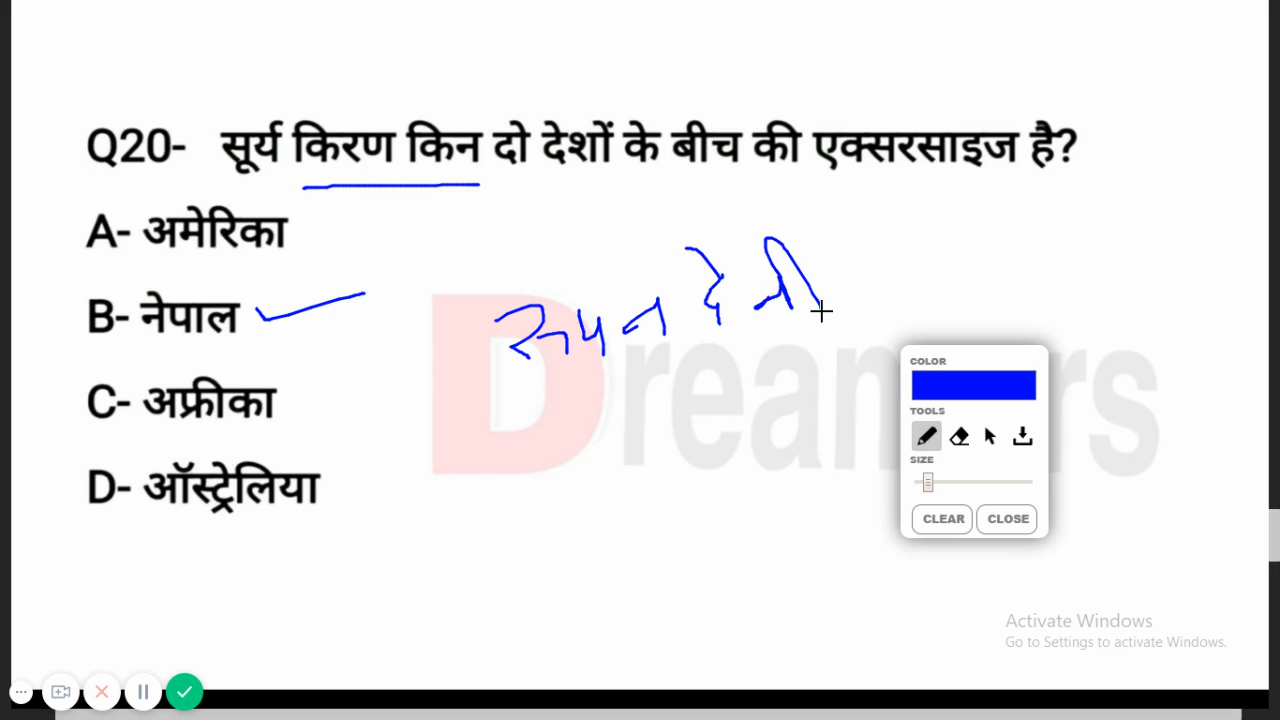 Q20- सूर्य किरण किन दो देशों के बीच की एक्सरसाइज है?
A- अमेरिका
B- नेपाल
C- अफ्रीका
D- ऑस्ट्रेलिया
COLOR
TOOLS
SIZE
CLEAR CLOSE
Activate Windows
Go to Settings to activate Windows.